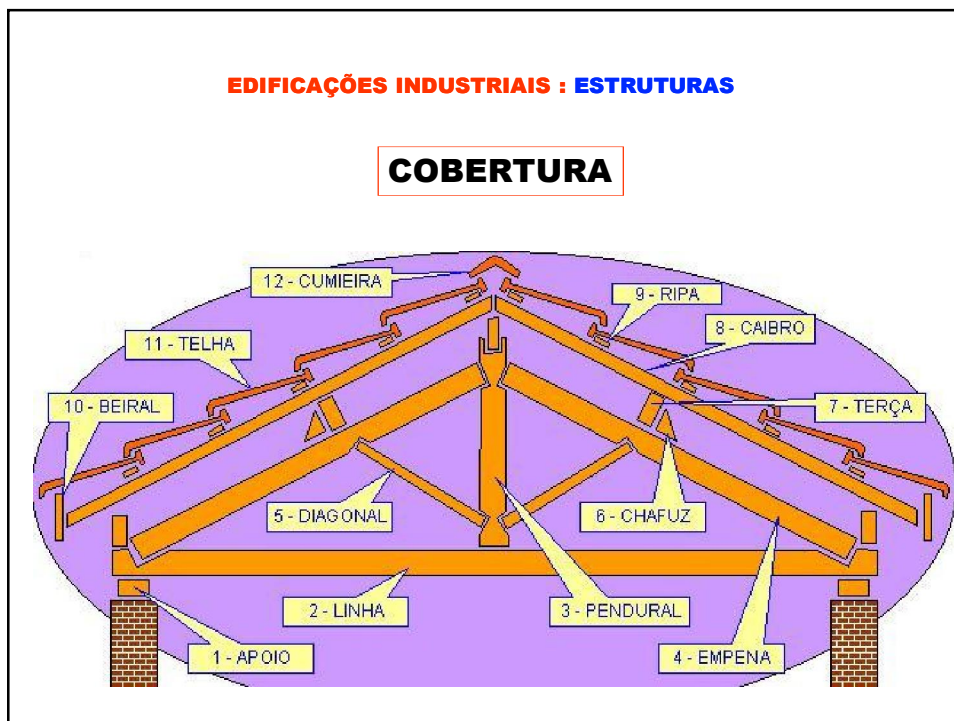 EDIFICAÇÕES INDUSTRIAIS : ESTRUTURAS
COBERTURA
12 - CUMIEIRA
9 - RIPA
8 - CAIBRO
11 - TELHA
10 - BEIRAL
7 - TERÇA
5 - DIAGONAL
6 - CHAFUZ
2 - LINHA
3 - PENDURAL
1 - APOIO
4 - EMPENA